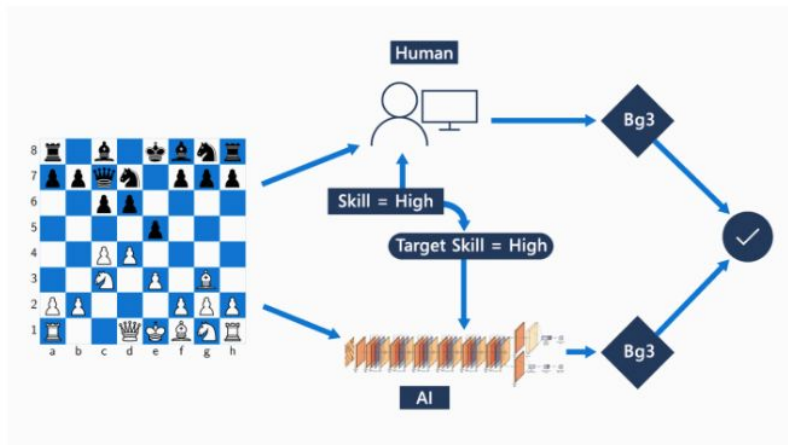 Human
8
7
6
5
4
3
2
1
a b c d e f g h
Skill = High
Target Skill = High
Bg3
Bg3
AI